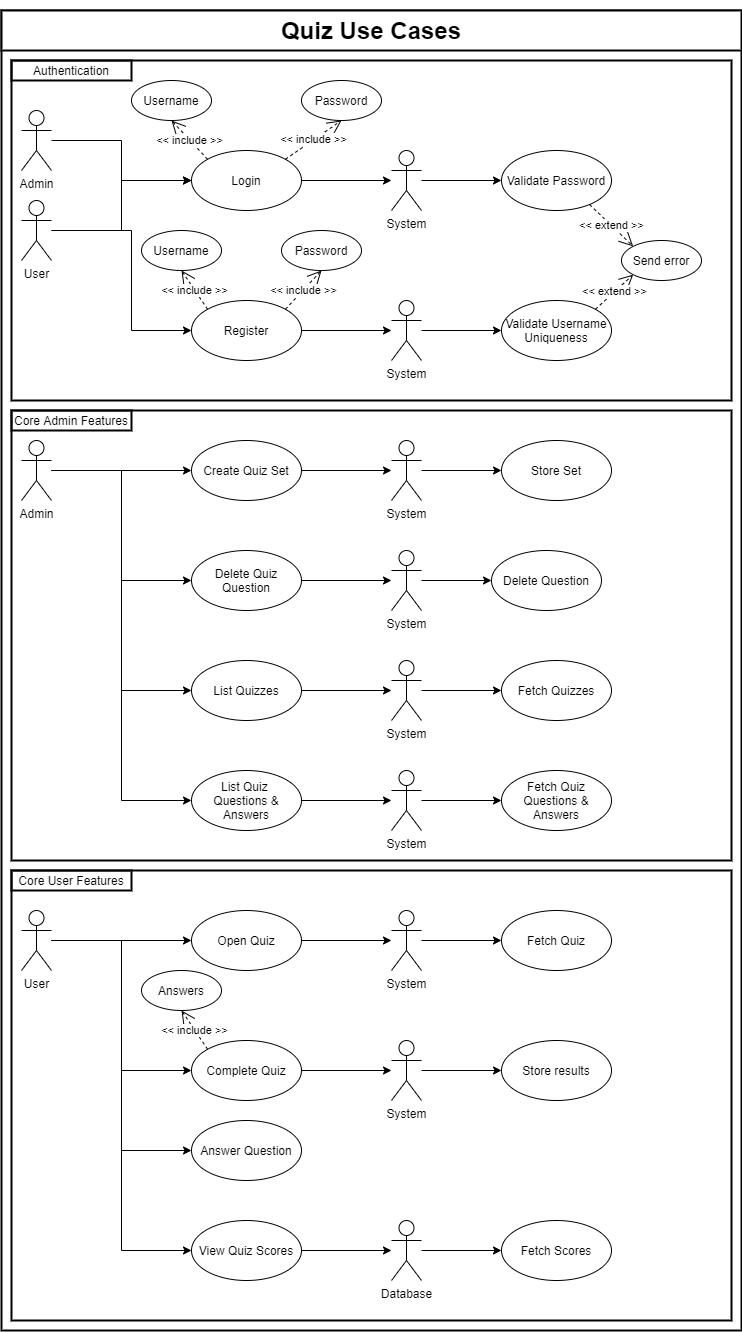 Quiz Use Cases
Authentication
Username
Password
<< include >>
<< include >>
Admin
Login
System
Validate Password
<< extend >>
User
Username
Password
Send error
<< include >>
<< include >>
<< extend >>
Register
System
Validate Username
Uniqueness
Core Admin Features
Admin
Create Quiz Set
System
Store Set
Delete Quiz
Question
System
Delete Question
List Quizzes
System
Fetch Quizzes
List Quiz
Questions &
Answers
System
Fetch Quiz
Questions &
Answers
Core User Features
User
Open Quiz
System
Fetch Quiz
Answers
<< include >>
Complete Quiz
System
Store results
Answer Question
View Quiz Scores
Database
Fetch Scores